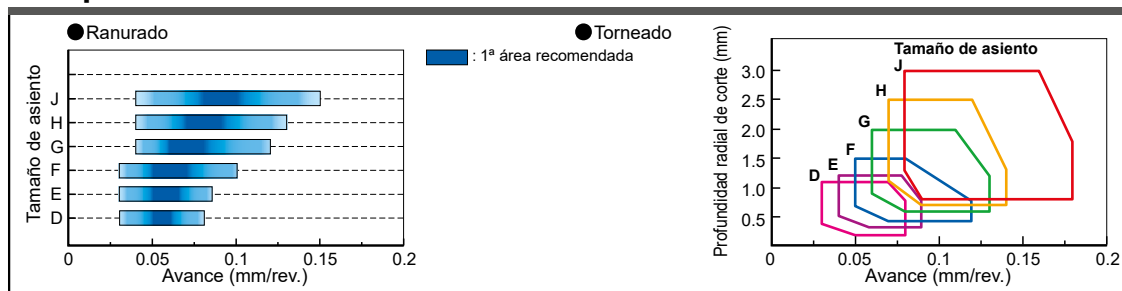 Ranurado
Tamaño de asiento
J
H
G
F
E
D
0
0.05
0.1
0.15
0.2
Avance (mm/rev.)
: 1ª área recomendada
Torneado
Profundidad radial de corte (mm)
Tamaño de asiento
3.0
2.5
2.0
1.5
1.0
0.5
J
H
G
F
E
D
0
0.05
0.1
0.15
0.2
Avance (mm/rev.)